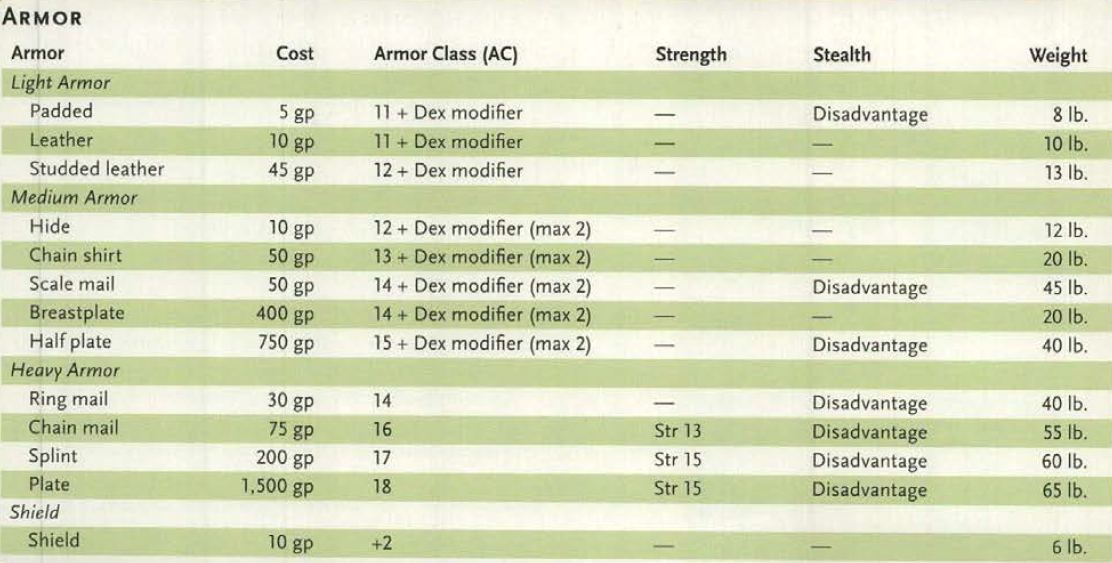 ARMOR
Armor Cost Armor Class (AC) Strength Stealth Weight
Light Armor
Padded 5 gp 11 + Dex modifier — Disadvantage 8 lb.
Leather 10 gp 11 + Dex modifier — — 10 lb.
Studded leather 45 gp 12 + Dex modifier — — 13 lb.
Medium Armor
Hide 10 gp 12 + Dex modifier (max 2) — — 12 lb.
Chain shirt 50 gp 13 + Dex modifier (max 2) — — 20 lb.
Scale mail 50 gp 14 + Dex modifier (max 2) — Disadvantage 45 lb.
Breastplate 400 gp 14 + Dex modifier (max 2) — — 20 lb.
Half plate 750 gp 15 + Dex modifier (max 2) — Disadvantage 40 lb.
Heavy Armor
Ring mail 30 gp 14 — Disadvantage 40 lb.
Chain mail 75 gp 16 Str 13 Disadvantage 55 lb.
Splint 200 gp 17 Str 15 Disadvantage 60 lb.
Plate 1,500 gp 18 Str 15 Disadvantage 65 lb.
Shield
Shield 10 gp +2 — — 6 lb.